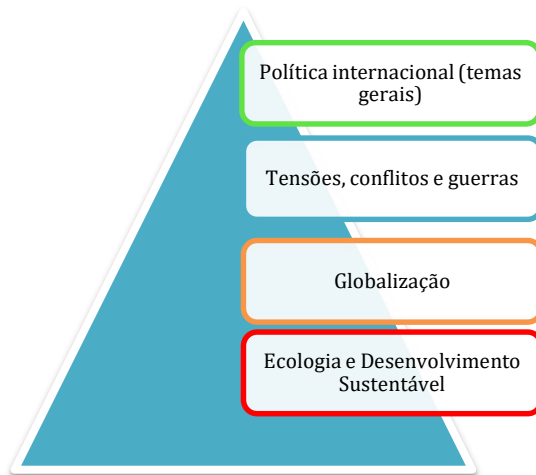 Política internacional (temas
gerais)
Tensões, conflitos e guerras
Globalização
Ecologia e Desenvolvimento
Sustentável